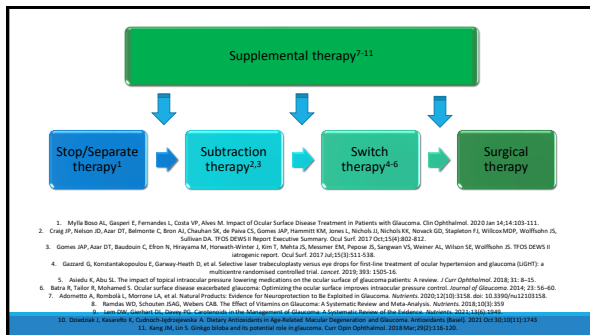 Supplemental therapy7-11
Stop/Separate
therapy1
Subtraction
therapy2,3
Switch
therapy4-6
Surgical
therapy
1. Mylla Boso AL, Gasperi E, Fernandes L, Costa VP, Alves M. Impact of Ocular Surface Disease Treatment in Patients with Glaucoma. Clin Ophthalmol. 2020 Jan 14;14:103-111.
2. Craig JP, Nelson JD, Azar DT, Belmonte C, Bron AJ, Chauhan SK, de Paiva CS, Gomes JAP, Hammitt KM, Jones L, Nichols JJ, Nichols KK, Novack GD, Stapleton FJ, Willcox MDP, Wolffsohn JS,
Sullivan DA. TFOS DEWS II Report Executive Summary. Ocul Surf. 2017 Oct;15(4):802-812.
3. Gomes JAP, Azar DT, Baudouin C, Efron N, Hirayama M, Horwath-Winter J, Kim T, Mehta JS, Messmer EM, Pepose JS, Sangwan VS, Weiner AL, Wilson SE, Wolffsohn JS. TFOS DEWS II
iatrogenic report. Ocul Surf. 2017 Jul;15(3):511-538.
4. Gazzard G, Konstantakopoulou E, Garway-Heath D, et al. Selective laser trabeculoplasty versus eye drops for first-line treatment of ocular hypertension and glaucoma (LiGHT): a
multicentre randomised controlled trial. Lancet. 2019; 393: 1505-16.
5. Asiedu K, Abu SL. The impact of topical intraocular pressure lowering medications on the ocular surface of glaucoma patients: A review. J Curr Ophthalmol. 2018; 31: 8–15.
6. Batra R, Tailor R, Mohamed S. Ocular surface disease exacerbated glaucoma: Optimizing the ocular surface improves intraocular pressure control. Journal of Glaucoma. 2014; 23: 56–60.
7. Adornetto A, Rombolà L, Morrone LA, et al. Natural Products: Evidence for Neuroprotection to Be Exploited in Glaucoma. Nutrients. 2020;12(10):3158. doi: 10.3390/nu12103158.
8. Ramdas WD, Schouten JSAG, Webers CAB. The Effect of Vitamins on Glaucoma: A Systematic Review and Meta-Analysis. Nutrients. 2018;10(3):359
9. Lem DW, Gierhart DL, Davey PG. Carotenoids in the Management of Glaucoma: A Systematic Review of the Evidence. Nutrients. 2021;13(6):1949.
10. Dziedziak J, Kasarełło K, Cudnoch-Jędrzejewska A. Dietary Antioxidants in Age-Related Macular Degeneration and Glaucoma. Antioxidants (Basel). 2021 Oct 30;10(11):1743
11. Kang JM, Lin S. Ginkgo biloba and its potential role in glaucoma. Curr Opin Ophthalmol. 2018 Mar;29(2):116-120.